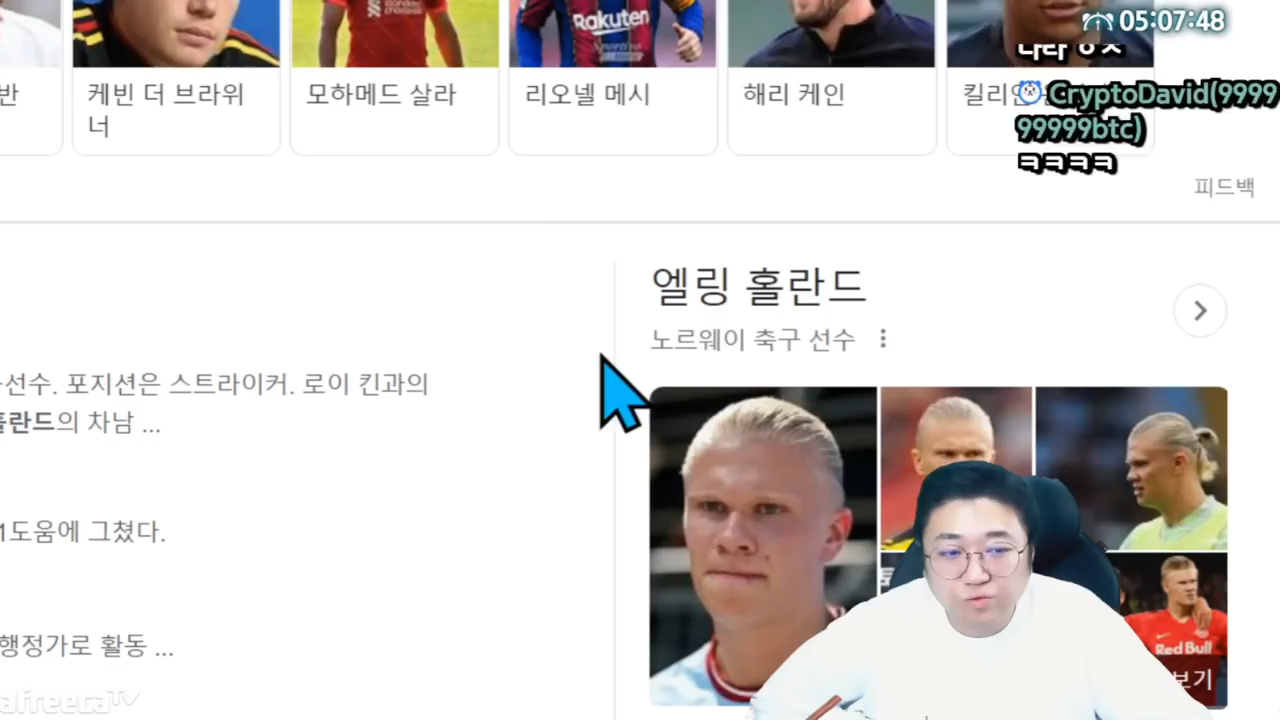 05:07:48
Rakuten
반
케빈 더 브라위
너
모하메드 살라
리오넬 메시
해리 케인
킬리안
CryptoDavid(9999
99999btc)
ㅋㅋㅋㅋ
피드백
엘링 홀란드
노르웨이 축구 선수
선수. 포지션은 스트라이커. 로이 킨과의
홀란드의 차남 ...
1도움에 그쳤다.
행정가로 활동 ...
Red Bull
보기
afreecaTV